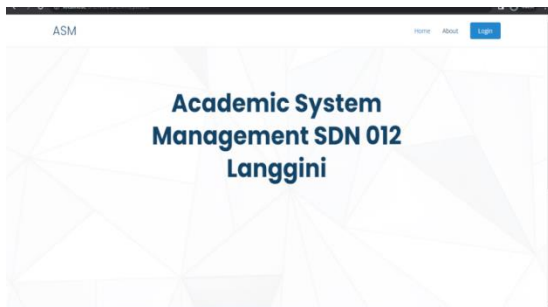 ASM
Home About Login
Academic System
Management SDN 012
Langgini